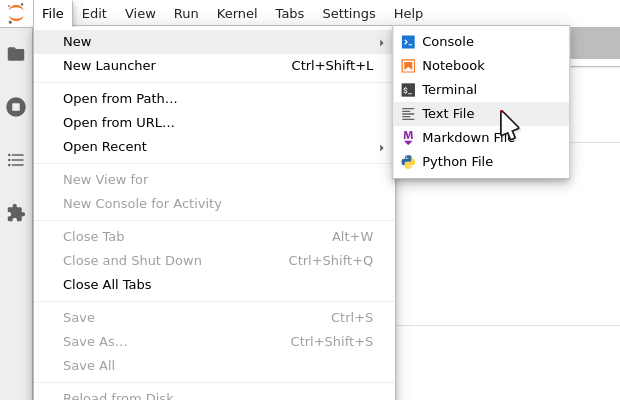 File Edit View Run Kernel Tabs Settings Help
New
New Launcher Ctrl+Shift+L
Open from Path…
Open from URL…
Open Recent
New View for
New Console for Activity
Close Tab Alt+W
Close and Shut Down Ctrl+Shift+Q
Close All Tabs
Save Ctrl+S
Save As… Ctrl+Shift+S
Save All
Reload from Disk
Console
Notebook
$_ Terminal
Text File
M Markdown File
Python File